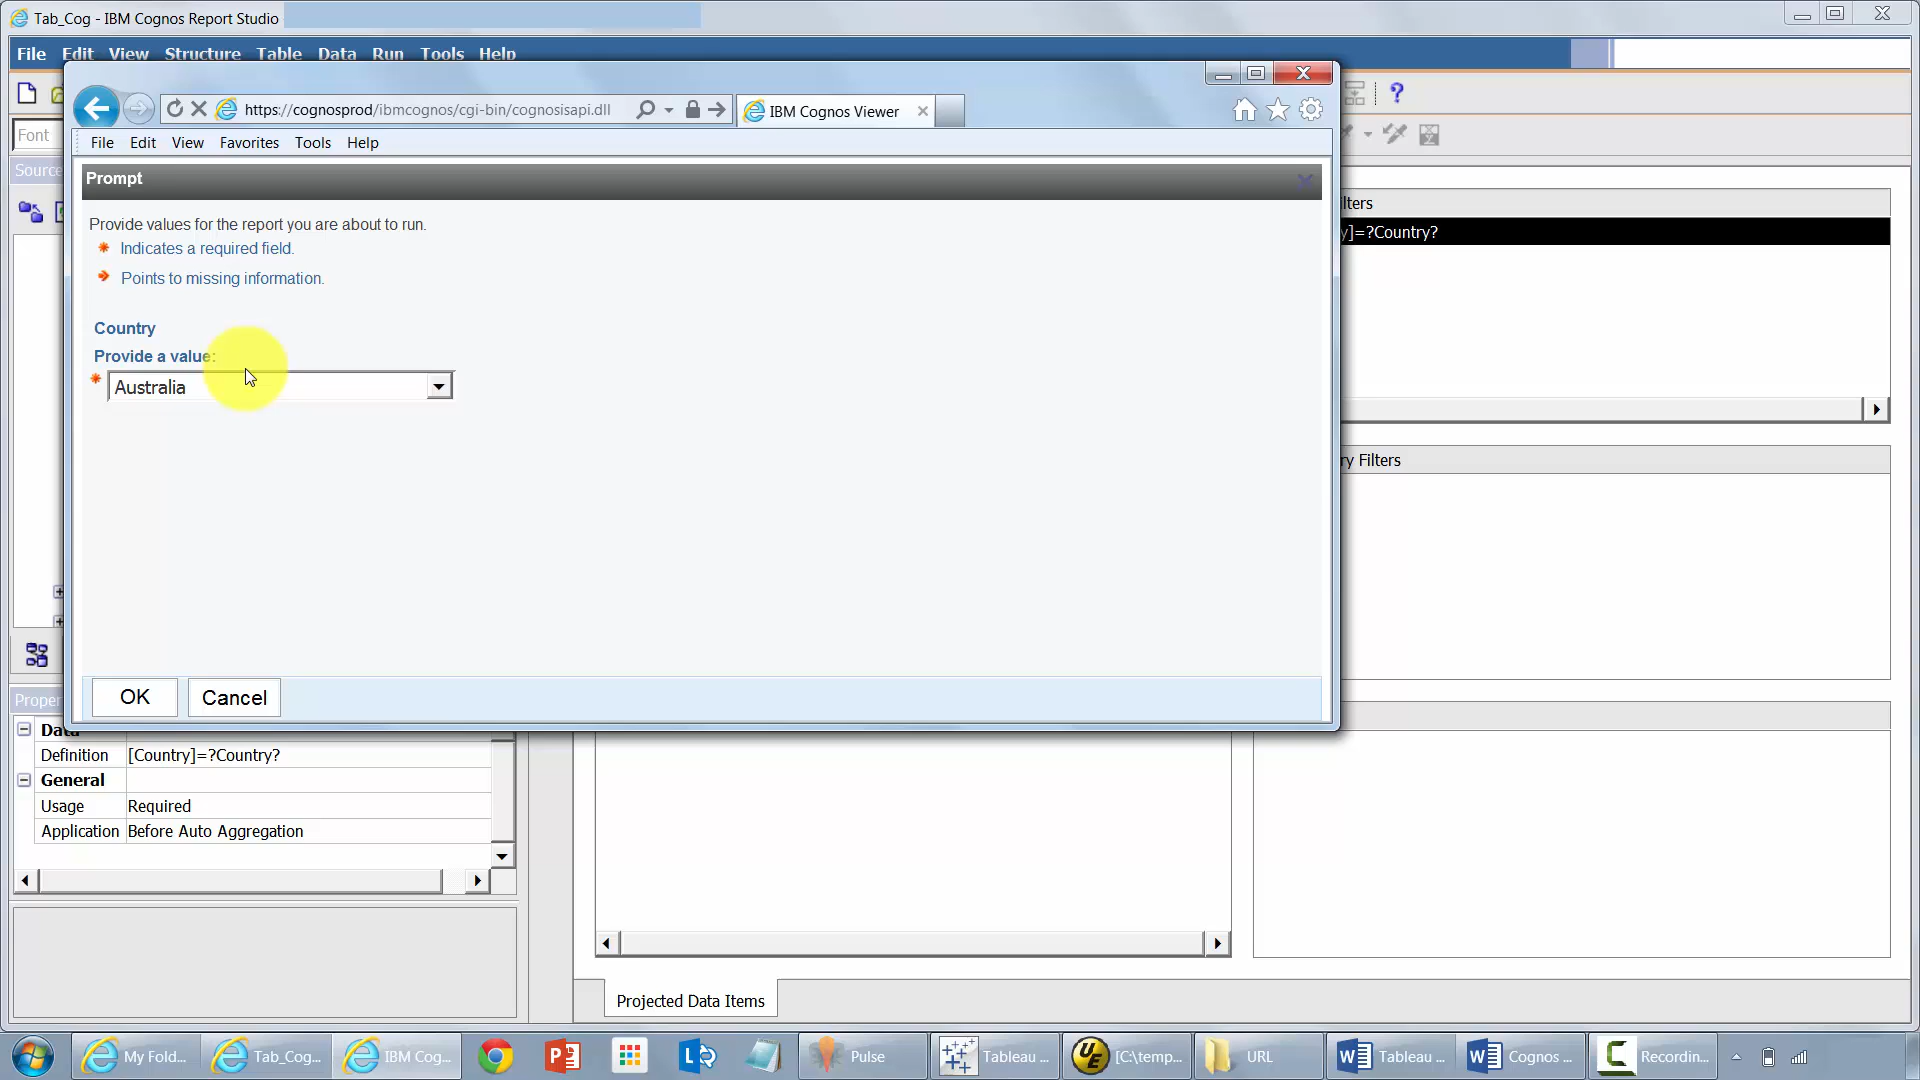 Tab_Cog - IBM Cognos Report Studio
File Edit View Structure Table Data Run Tools Help
https://cognosprod/ibmcognos/cgi-bin/cognosisapi.dll
IBM Cognos Viewer
Font
File Edit View Favorites Tools Help
Source
Prompt
Provide values for the report you are about to run.
Indicates a required field.
Points to missing information.
Country
Provide a value:
Australia
OK Cancel
ilters
y]=?Country?
ry Filters
Proper
Data
Definition [Country]=?Country?
General
Usage Required
Application Before Auto Aggregation
Projected Data Items
My Fold...
Tab_Cog...
IBM Cog...
Pulse
Tableau ...
[C:\temp...
URL
Tableau ...
Cognos ...
Recordin...